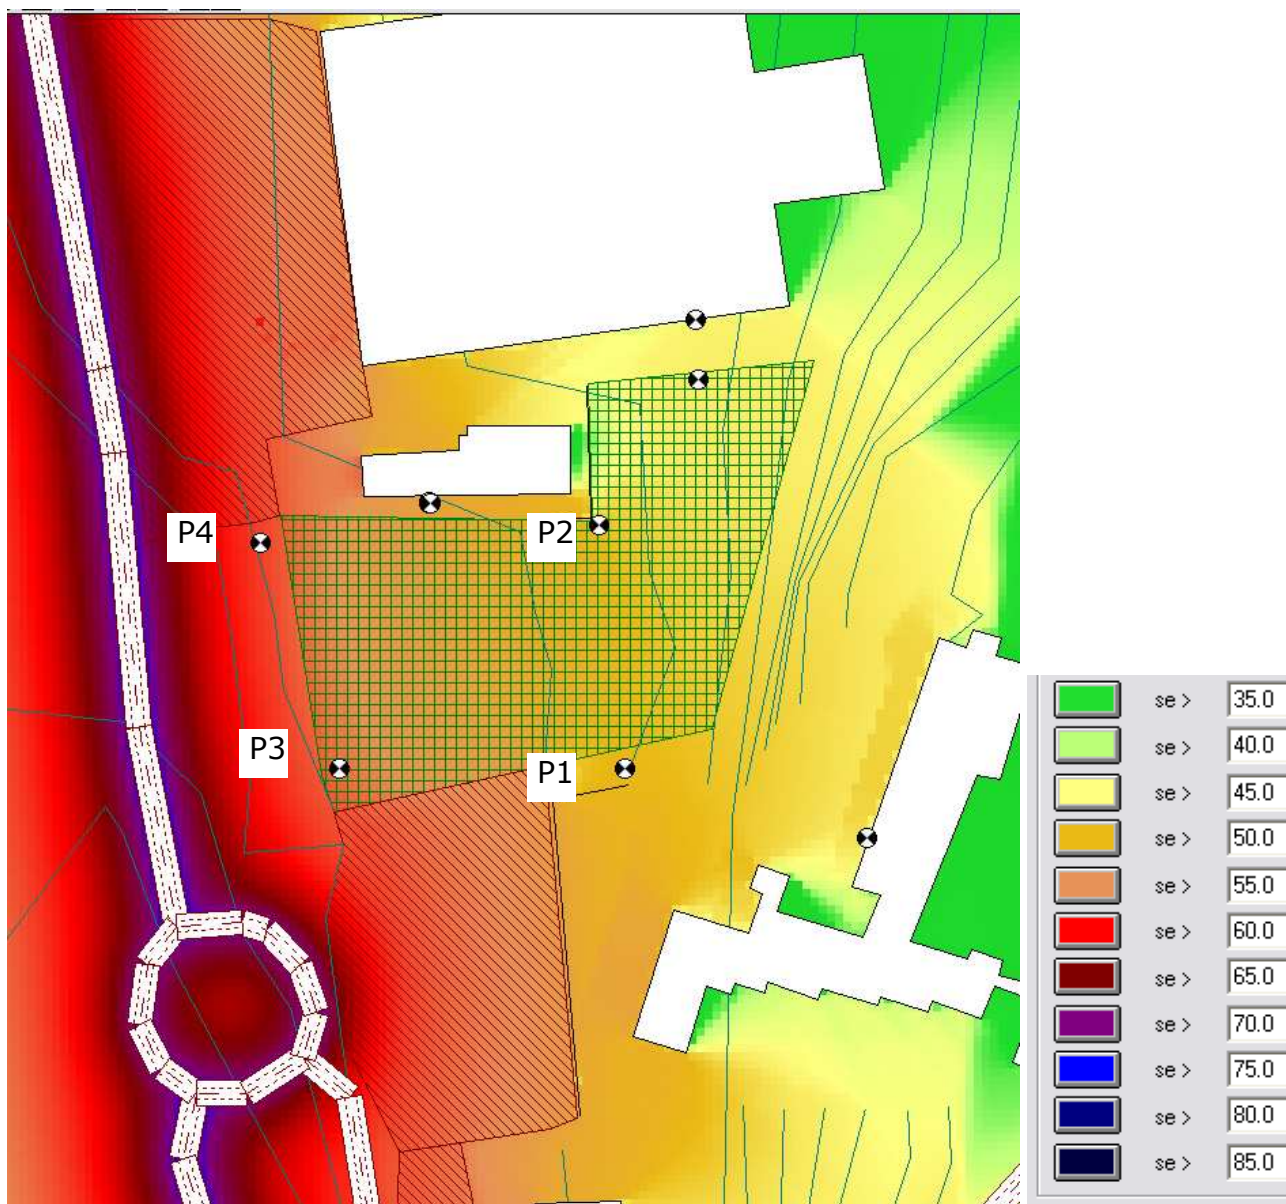 P4
P2
P3
P1
se > 35.0
se > 40.0
se > 45.0
se > 50.0
se > 55.0
se > 60.0
se > 65.0
se > 70.0
se > 75.0
se > 80.0
se > 85.0